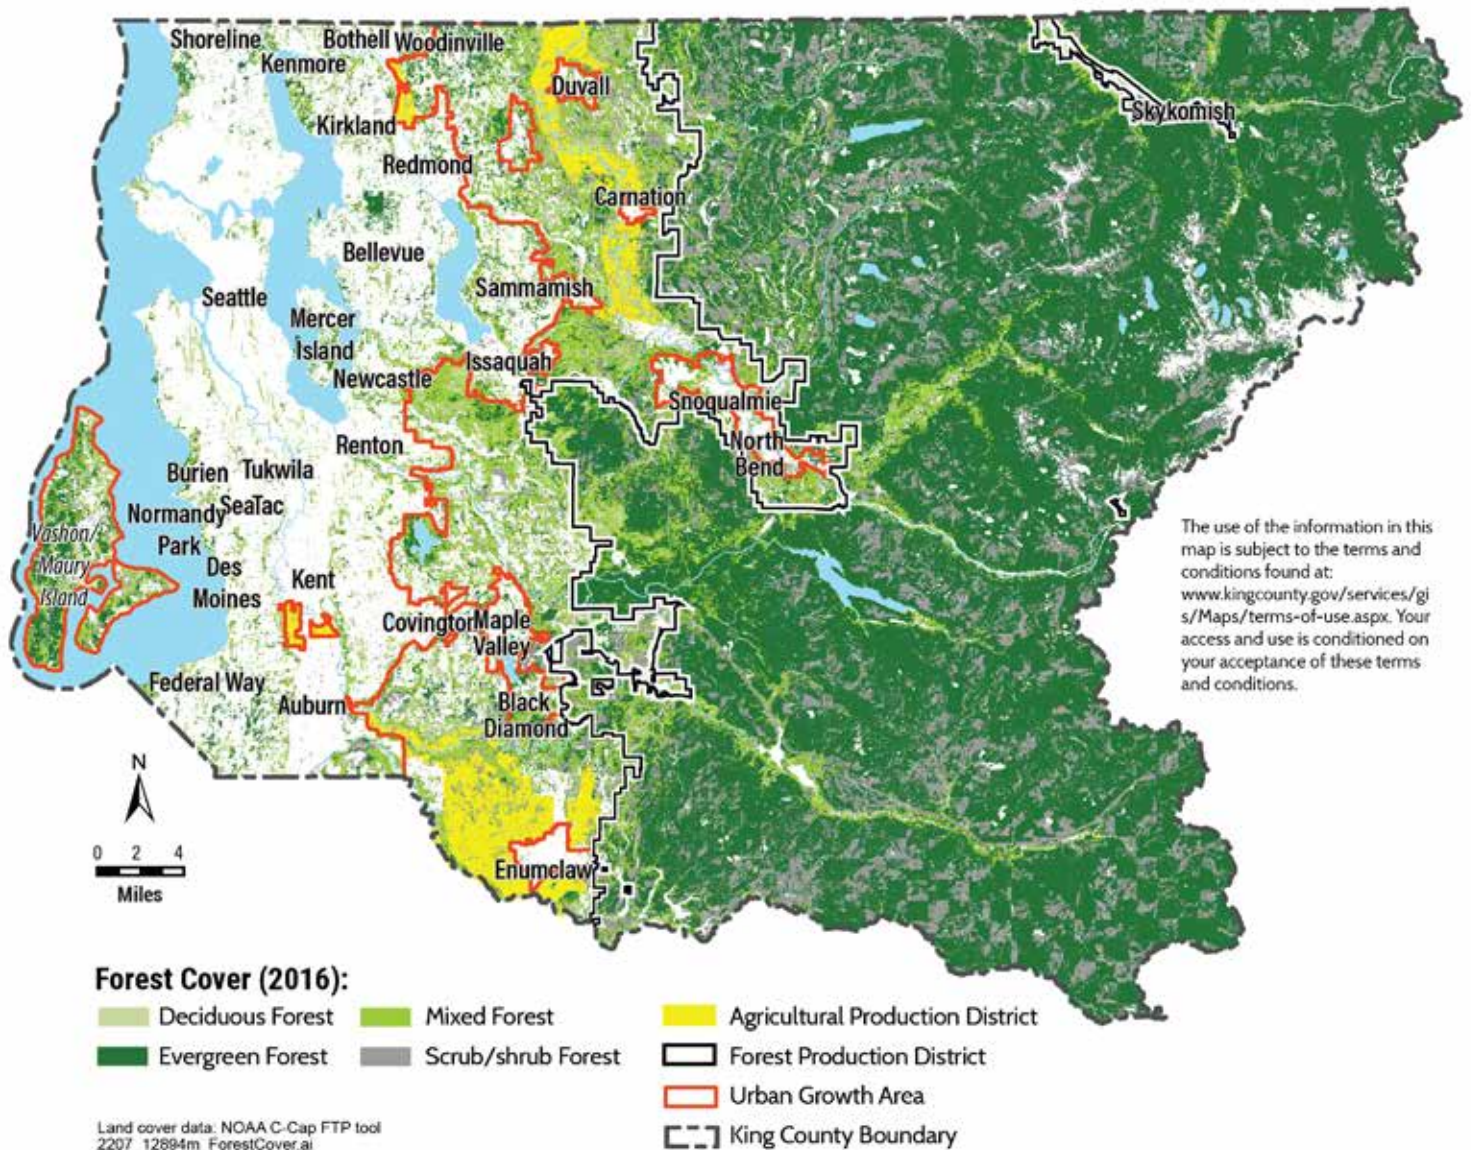 Shoreline
Bothell
Woodinville
Kenmore
Duvall
Skykomish
Kirkland
Redmond
Carnation
Bellevue
Sammamish
Seattle
Mercer
Island
Issaquah
Newcastle
Snoqualmie
North
Bend
Renton
Burien
Tukwila
SeaTac
Normandy
Park
Vashon/
Maury
Island
Des
Moines
Kent
Covington
Maple
Valley
Federal Way
Auburn
Black
Diamond
Enumclaw
The use of the information in this
map is subject to the terms and
conditions found at:
www.kingcounty.gov/services/gi
s/Maps/terms-of-use.aspx. Your
access and use is conditioned on
your acceptance of these terms
and conditions.
N
0 2 4
Miles
Forest Cover (2016):
Deciduous Forest
Evergreen Forest
Mixed Forest
Scrub/shrub Forest
Agricultural Production District
Forest Production District
Urban Growth Area
King County Boundary
Land cover data: NOAA C-Cap FTP tool
2207_12894m_ForestCover.ai